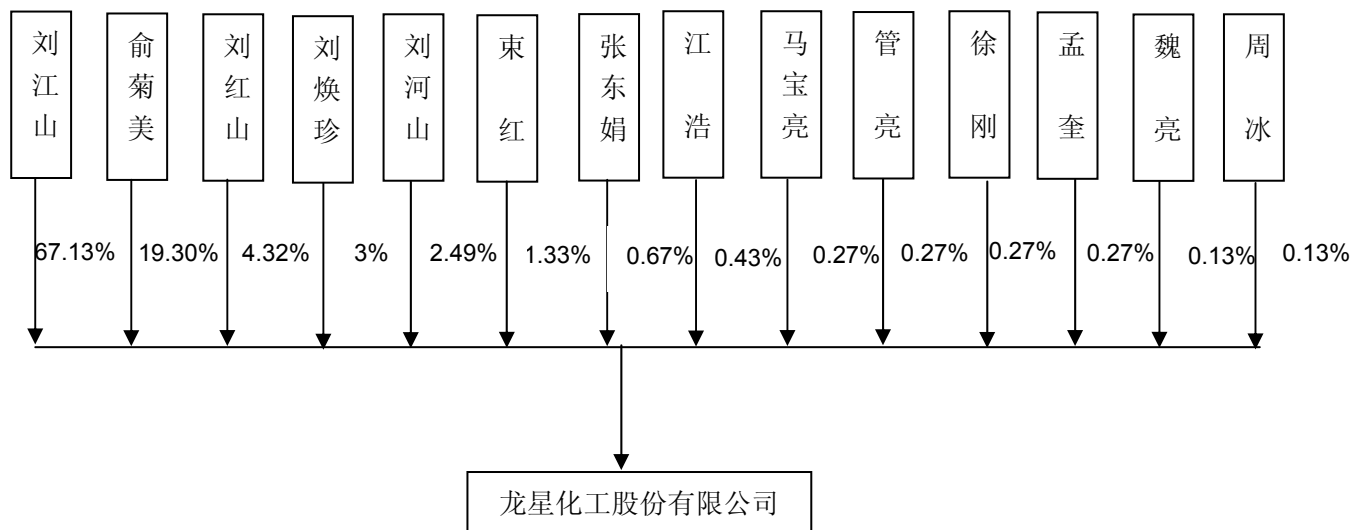 刘江山
俞菊美
刘红山
刘焕珍
刘河山
束红
张东娟
江浩
马宝亮
管亮
徐刚
孟奎
魏亮
周冰
67.13% 19.30% 4.32% 3% 2.49% 1.33% 0.67% 0.43% 0.27% 0.27% 0.27% 0.27% 0.13% 0.13%
龙星化工股份有限公司